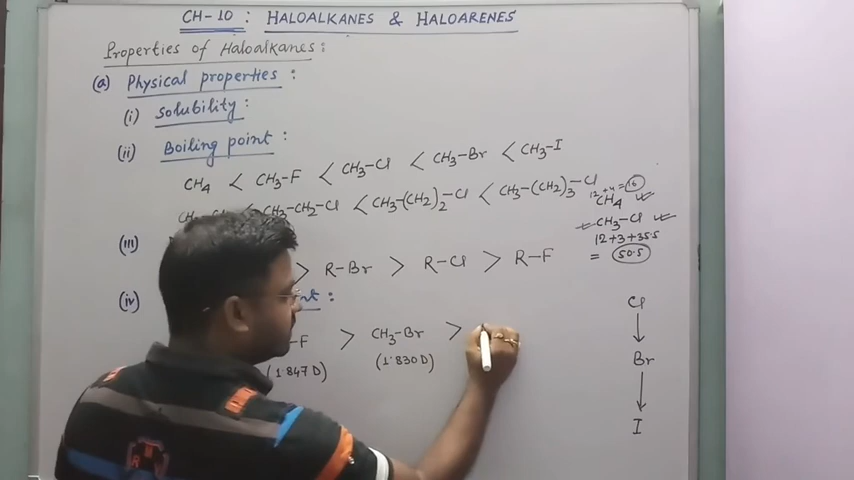 CH-10 : HALOALKANES & HALOARENES
Properties of Haloalkanes :
(a) Physical properties :
(i) Solubility :
(ii) Boiling point :
CH4 < CH3-F < CH3-Cl < CH3-Br < CH3-I
CH3-CH2-Cl < CH3-(CH2)2-Cl < CH3-(CH2)3-Cl
12+4=16
CH4
CH3-Cl
12+3+35.5
= 50.5
(iii) > R-Br > R-Cl > R-F
(iv) :
-F > CH3-Br >
(1.847 D) (1.830 D)
Cl
Br
I